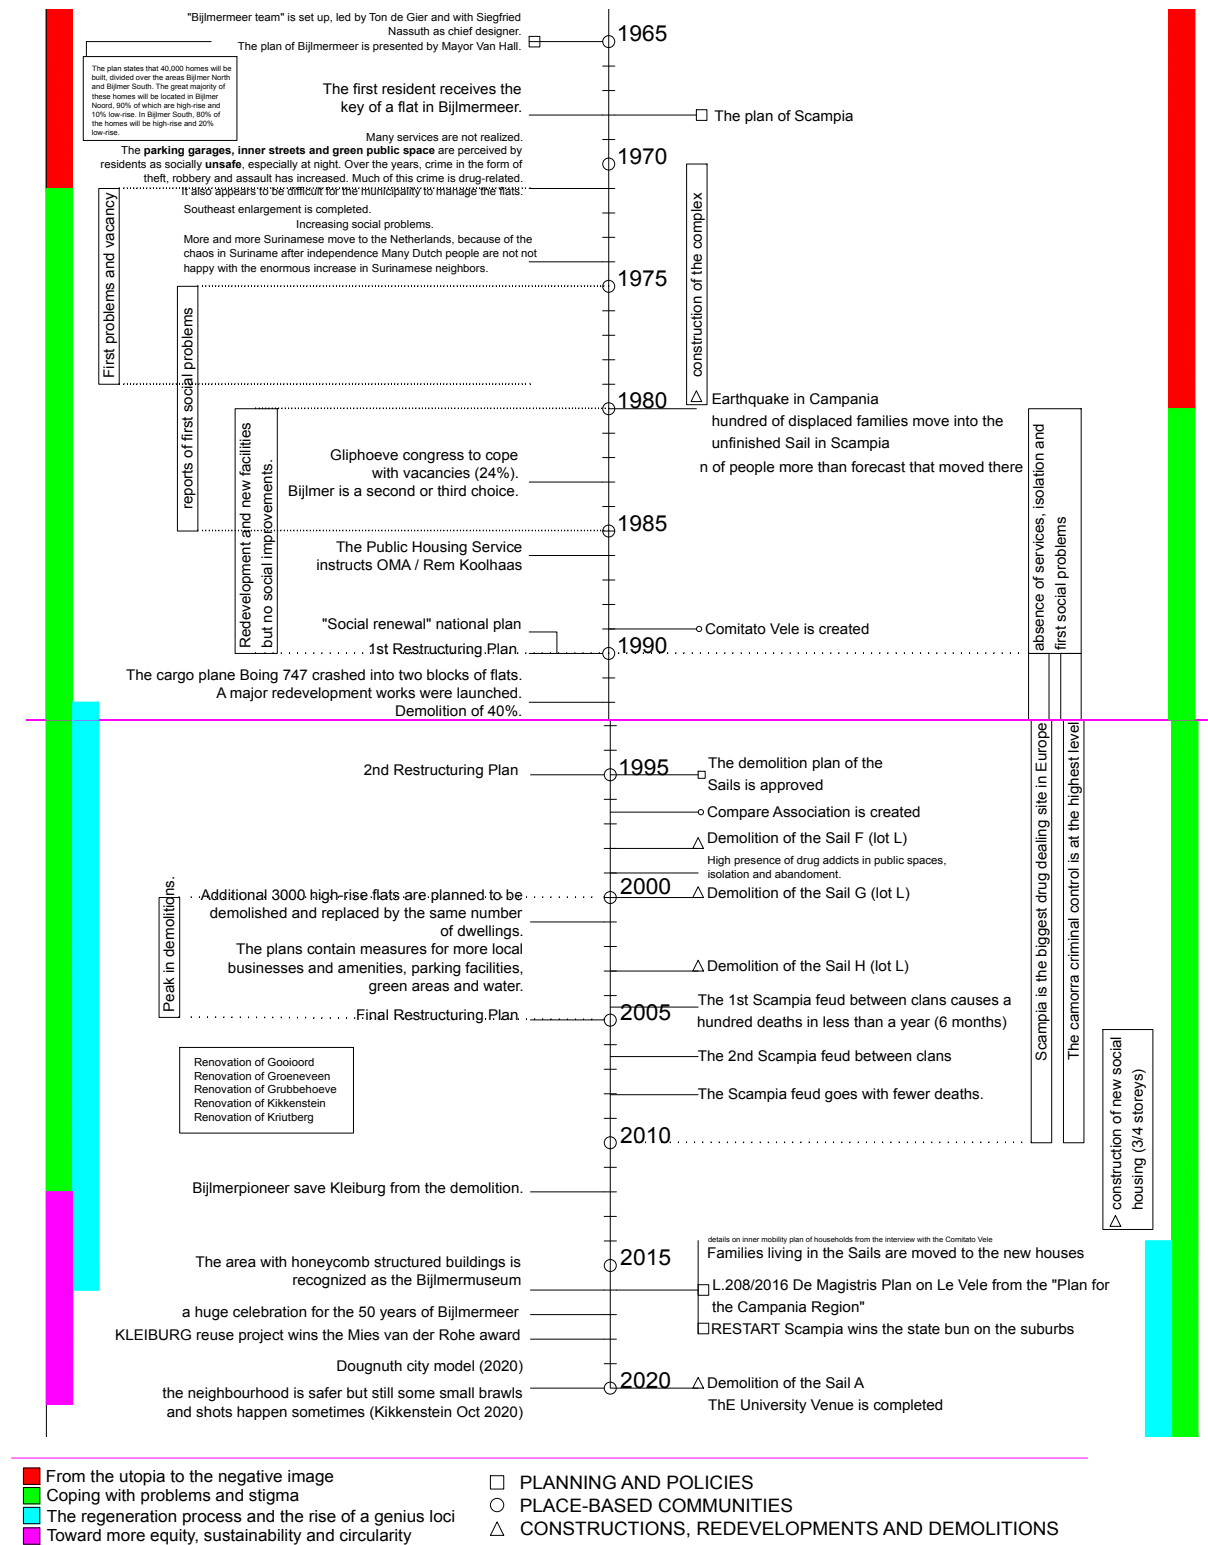 "Bijlmermeer team" is set up, led by Ton de Gier and with Siegfried
Nassuth as chief designer.
The plan of Bijlmermeer is presented by Mayor Van Hall.
1965
The plan states that 40,000 homes will be
built, divided over the areas Bijlmer North
and Bijlmer South. The great majority of
these homes will be located in Bijlmer
Noord, 90% of which are high-rise and
10% low-rise. In Bijlmer South, 80% of
the homes will be high-rise and 20%
low-rise.
The first resident receives the
key of a flat in Bijlmermeer.
The plan of Scampia
Many services are not realized.
The parking garages, inner streets and green public space are perceived by
residents as socially unsafe, especially at night. Over the years, crime in the form of
theft, robbery and assault has increased. Much of this crime is drug-related.
It also appears to be difficult for the municipality to manage the flats.
1970
First problems and vacancy
Southeast enlargement is completed.
Increasing social problems.
More and more Surinamese move to the Netherlands, because of the
chaos in Suriname after independence Many Dutch people are not not
happy with the enormous increase in Surinamese neighbors.
construction of the complex
1975
reports of first social problems
1980
Earthquake in Campania
hundred of displaced families move into the
unfinished Sail in Scampia
n of people more than forecast that moved there
Redevelopment and new facilities
but no social improvements.
Gliphoeve congress to cope
with vacancies (24%).
Bijlmer is a second or third choice.
absence of services, isolation and
first social problems
1985
The Public Housing Service
instructs OMA / Rem Koolhaas
"Social renewal" national plan
Comitato Vele is created
1st Restructuring Plan
1990
The cargo plane Boing 747 crashed into two blocks of flats.
A major redevelopment works were launched.
Demolition of 40%.
Scampia is the biggest drug dealing site in Europe
The camorra criminal control is at the highest level
2nd Restructuring Plan
1995
The demolition plan of the
Sails is approved
Compare Association is created
Demolition of the Sail F (lot L)
High presence of drug addicts in public spaces,
isolation and abandoment.
2000
Demolition of the Sail G (lot L)
Peak in demolitions.
Additional 3000 high-rise flats are planned to be
demolished and replaced by the same number
of dwellings.
The plans contain measures for more local
businesses and amenities, parking facilities,
green areas and water.
Demolition of the Sail H (lot L)
Final Restructuring Plan
2005
The 1st Scampia feud between clans causes a
hundred deaths in less than a year (6 months)
Renovation of Gooioord
Renovation of Groeneveen
Renovation of Grubbehoeve
Renovation of Kikkenstein
Renovation of Kriutberg
The 2nd Scampia feud between clans
The Scampia feud goes with fewer deaths.
construction of new social
housing (3/4 storeys)
2010
Bijlmerpioneer save Kleiburg from the demolition.
details on inner mobility plan of households from the interview with the Comitato Vele
Families living in the Sails are moved to the new houses
2015
The area with honeycomb structured buildings is
recognized as the Bijlmermuseum
L.208/2016 De Magistris Plan on Le Vele from the "Plan for
the Campania Region"
a huge celebration for the 50 years of Bijlmermeer
RESTART Scampia wins the state bun on the suburbs
KLEIBURG reuse project wins the Mies van der Rohe award
Dougnuth city model (2020)
2020
Demolition of the Sail A
ThE University Venue is completed
the neighbourhood is safer but still some small brawls
and shots happen sometimes (Kikkenstein Oct 2020)
From the utopia to the negative image
Coping with problems and stigma
The regeneration process and the rise of a genius loci
Toward more equity, sustainability and circularity
PLANNING AND POLICIES
PLACE-BASED COMMUNITIES
CONSTRUCTIONS, REDEVELOPMENTS AND DEMOLITIONS